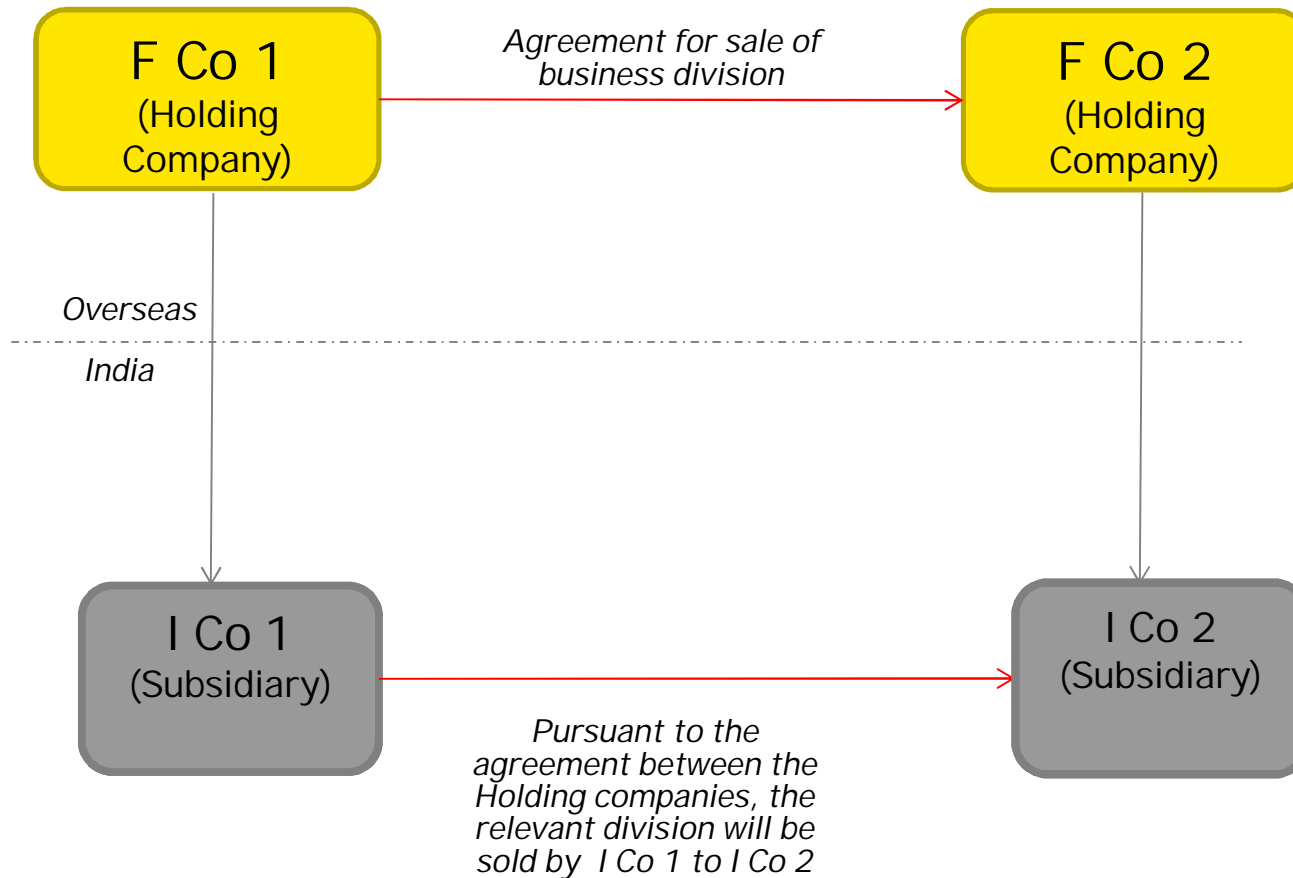 F Co 1
(Holding
Company)
Agreement for sale of
business division
F Co 2
(Holding
Company)
Overseas
India
I Co 1
(Subsidiary)
I Co 2
(Subsidiary)
Pursuant to the
agreement between the
Holding companies, the
relevant division will be
sold by I Co 1 to I Co 2